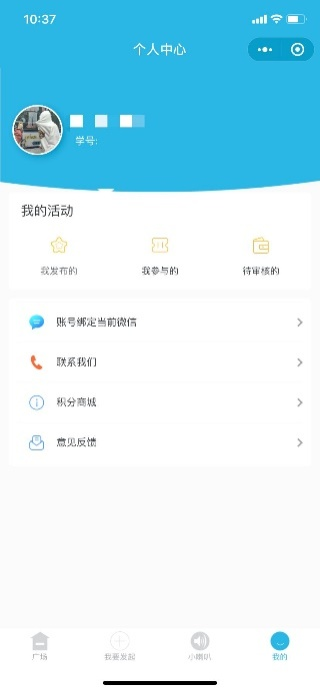 10:37
个人中心
学号:
我的活动
我发布的
我参与的
待审核的
账号绑定当前微信
联系我们
积分商城
意见反馈
广场
我要发起
小喇叭
我的